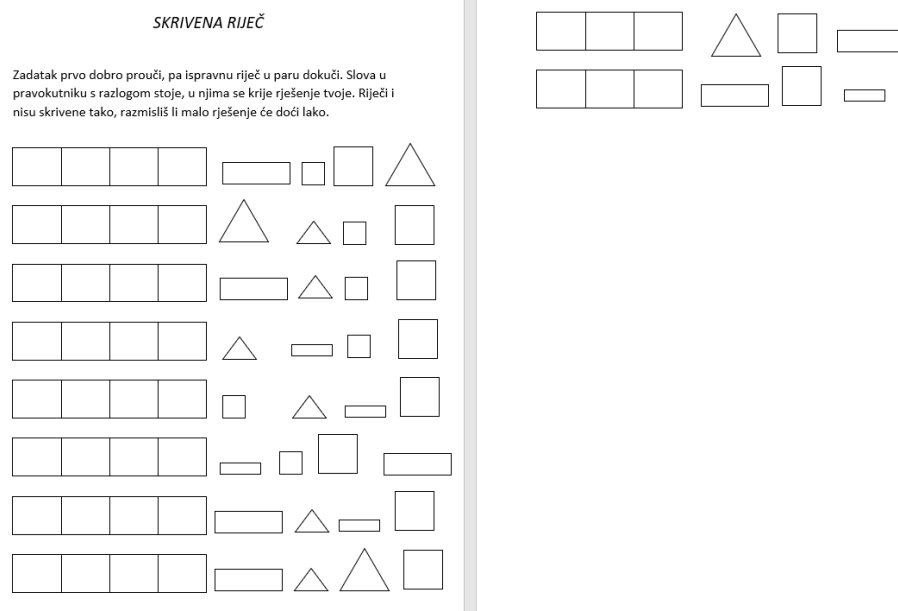 SKRIVENA RIJEČ
Zadatak prvo dobro prouči, pa ispravnu riječ u paru dokuči. Slova u
pravokutniku s razlogom stoje, u njima se krije rješenje tvoje. Riječi i
nisu skrivene tako, razmisliš li malo rješenje će doći lako.